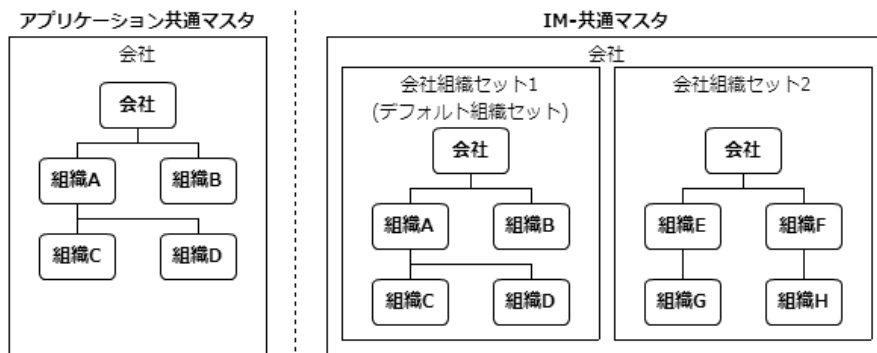 アプリケーション共通マスタ
会社
会社
組織A
組織B
組織C
組織D
IM-共通マスタ
会社
会社組織セット1
(デフォルト組織セット)
会社
組織A
組織B
組織C
組織D
会社組織セット2
会社
組織E
組織F
組織G
組織H